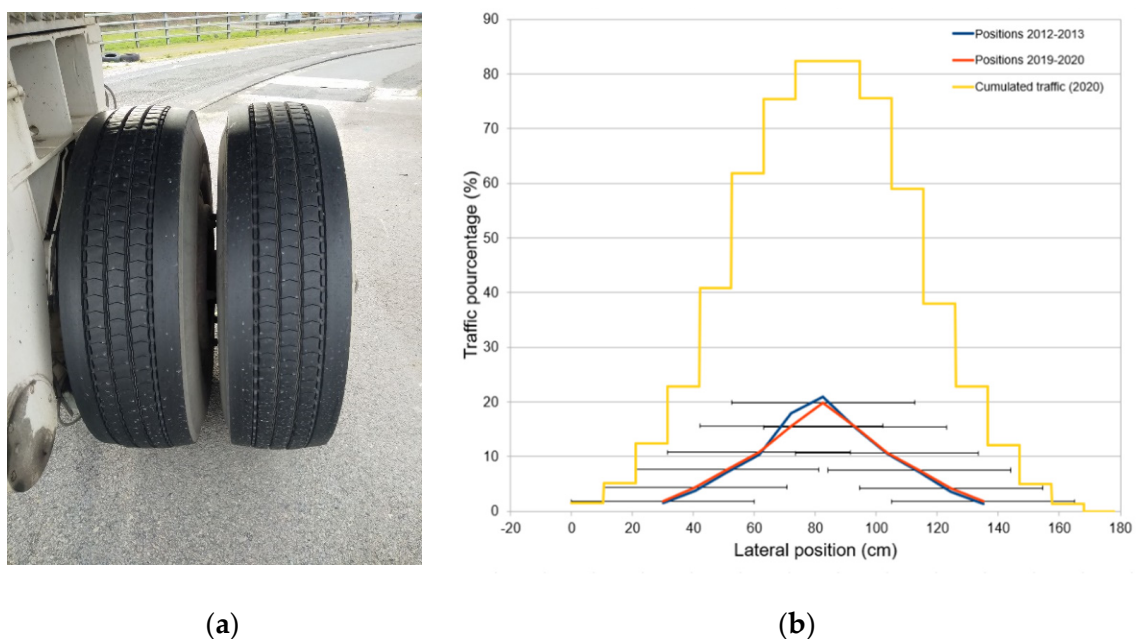 90
80
70
60
50
40
30
20
10
0
Traffic pourcentage (%)
Positions 2012-2013
Positions 2019-2020
Cumulated traffic (2020)
-20 0 20 40 60 80 100 120 140 160 180
Lateral position (cm)
(a) (b)